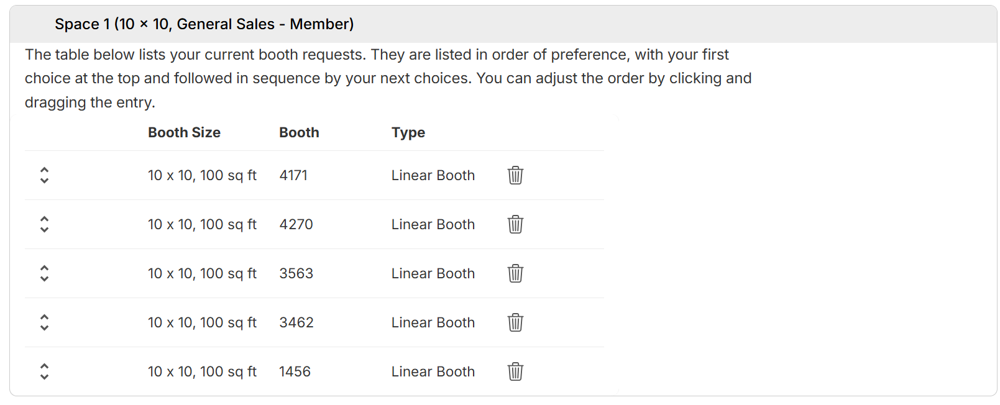 Space 1 (10 × 10, General Sales - Member)
The table below lists your current booth requests. They are listed in order of preference, with your first
choice at the top and followed in sequence by your next choices. You can adjust the order by clicking and
dragging the entry.
Booth Size Booth Type
10 x 10, 100 sq ft 4171 Linear Booth
10 x 10, 100 sq ft 4270 Linear Booth
10 x 10, 100 sq ft 3563 Linear Booth
10 x 10, 100 sq ft 3462 Linear Booth
10 x 10, 100 sq ft 1456 Linear Booth